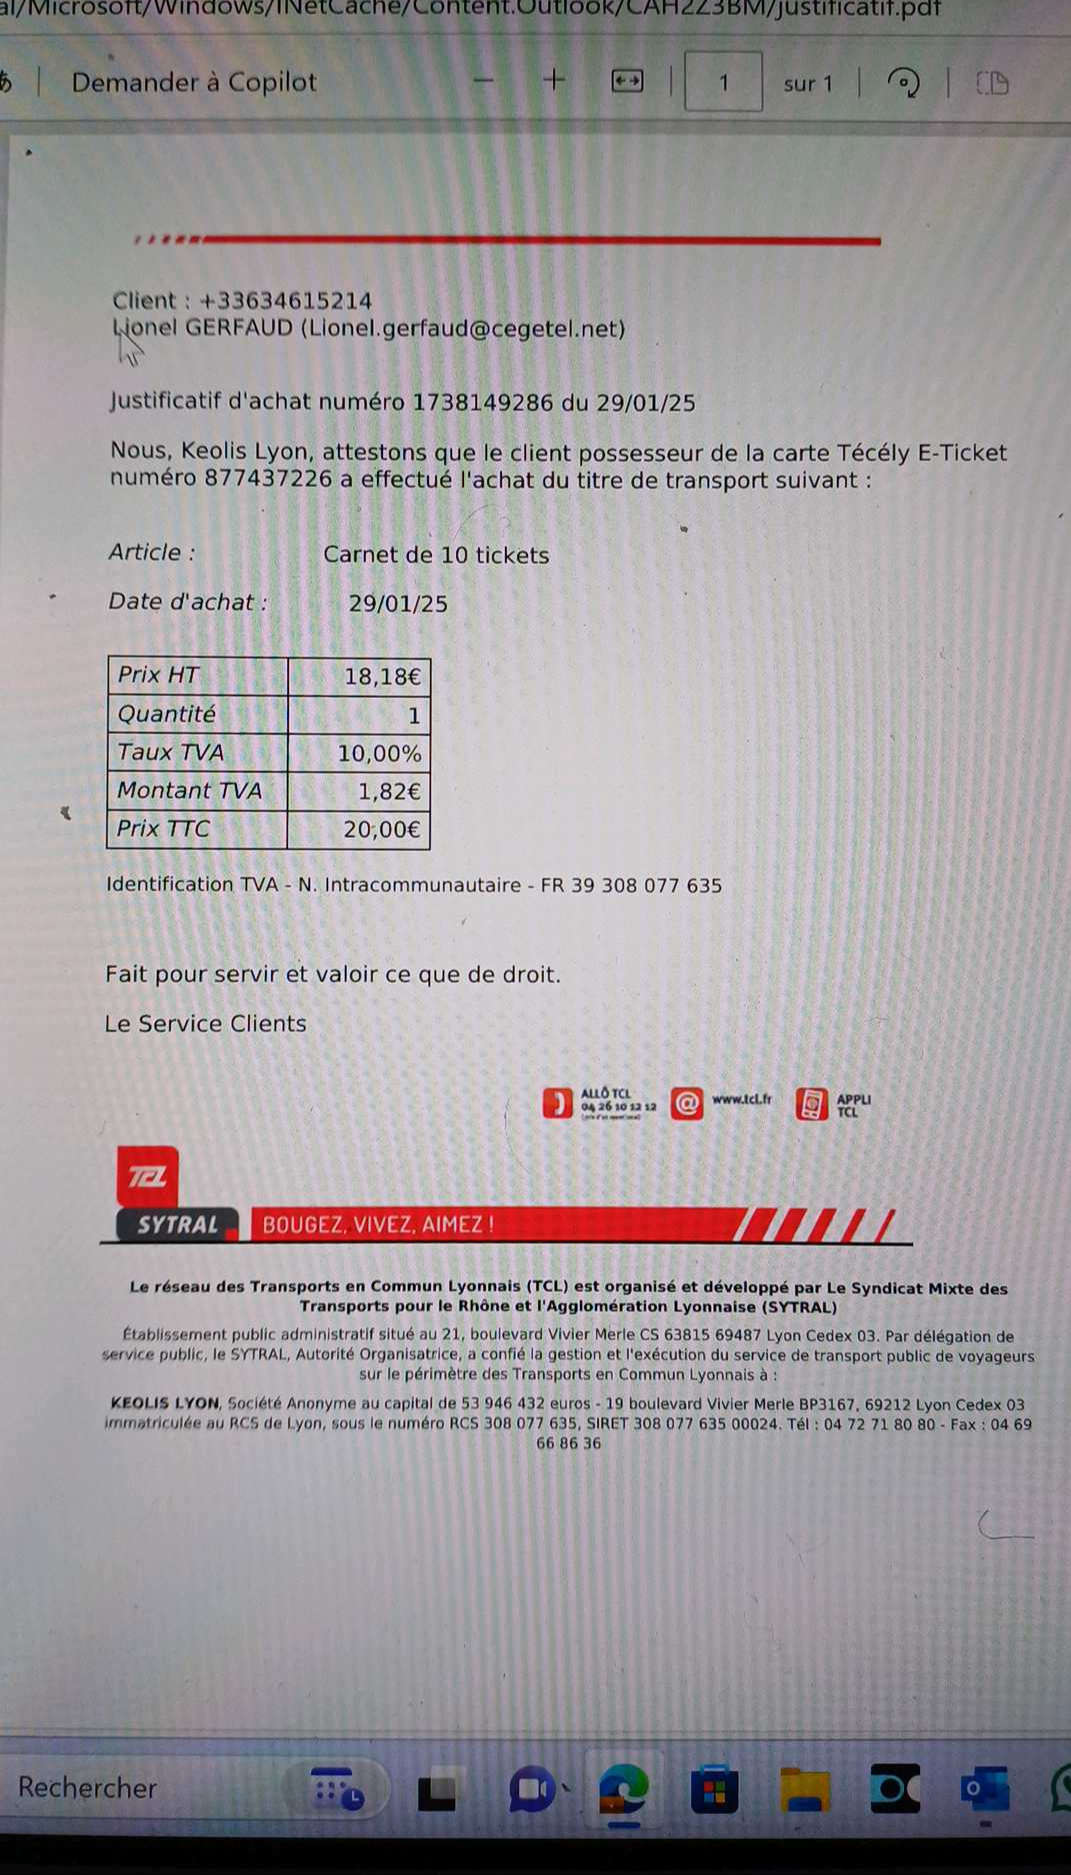 al/Microsoft/Windows/INetCache/Content.Outlook/CAH2Z3BM/justificatif.pdf
Demander à Copilot
1 sur 1
Client : +33634615214
Lionel GERFAUD (Lionel.gerfaud@cegetel.net)
Justificatif d'achat numéro 1738149286 du 29/01/25
Nous, Keolis Lyon, attestons que le client possesseur de la carte Técély E-Ticket
numéro 877437226 a effectué l'achat du titre de transport suivant :
Article : Carnet de 10 tickets
Date d'achat : 29/01/25
Prix HT 18,18€
Quantité 1
Taux TVA 10,00%
Montant TVA 1,82€
Prix TTC 20,00€
Identification TVA - N. Intracommunautaire - FR 39 308 077 635
Fait pour servir et valoir ce que de droit.
Le Service Clients
ALLÔ TCL
04 26 10 12 12
@ www.tcl.fr
APPLI
TCL
TCL
SYTRAL BOUGEZ, VIVEZ, AIMEZ !
Le réseau des Transports en Commun Lyonnais (TCL) est organisé et développé par Le Syndicat Mixte des
Transports pour le Rhône et l'Agglomération Lyonnaise (SYTRAL)
Établissement public administratif situé au 21, boulevard Vivier Merle CS 63815 69487 Lyon Cedex 03. Par délégation de
service public, le SYTRAL, Autorité Organisatrice, a confié la gestion et l'exécution du service de transport public de voyageurs
sur le périmètre des Transports en Commun Lyonnais à :
KEOLIS LYON, Société Anonyme au capital de 53 946 432 euros - 19 boulevard Vivier Merle BP3167, 69212 Lyon Cedex 03
immatriculée au RCS de Lyon, sous le numéro RCS 308 077 635, SIRET 308 077 635 00024. Tél : 04 72 71 80 80 - Fax : 04 69
66 86 36
Rechercher